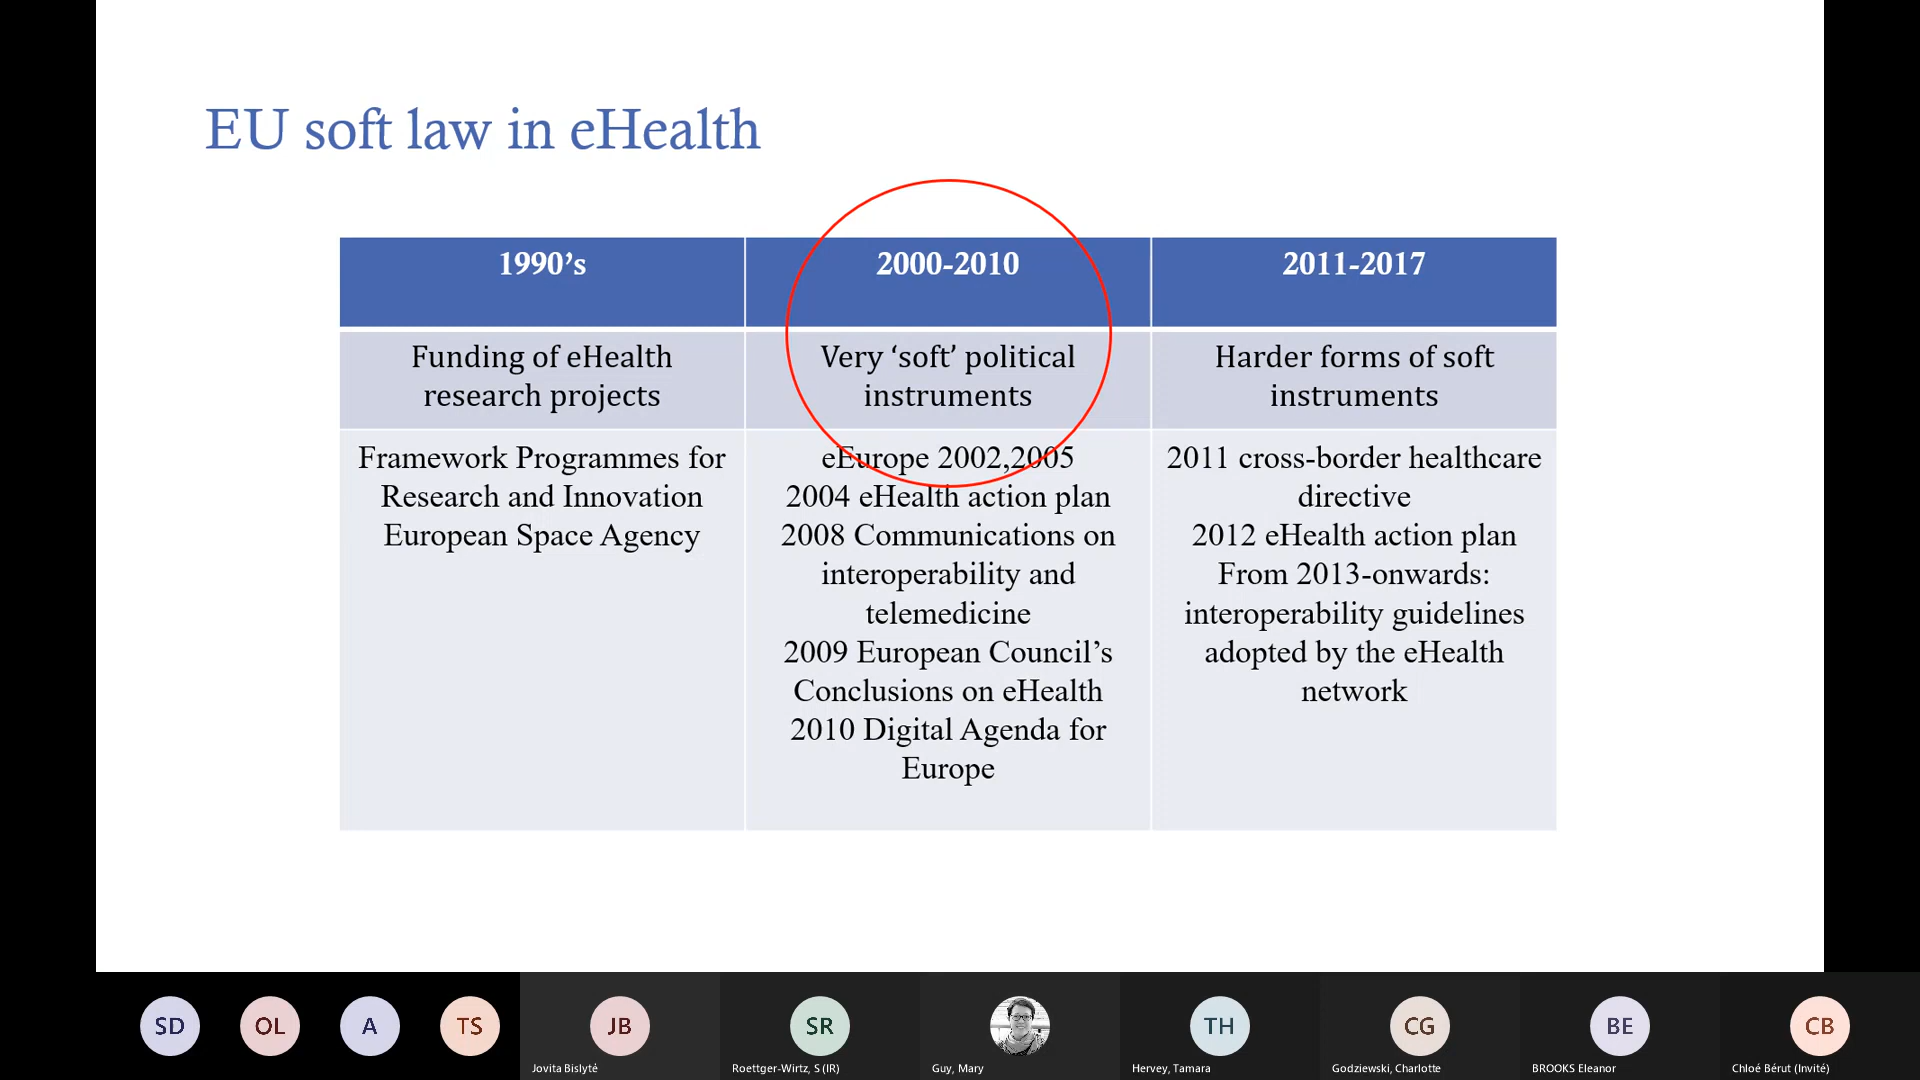 EU soft law in eHealth
1990’s
2000-2010
2011-2017
Funding of eHealth
research projects
Very ‘soft’ political
instruments
Harder forms of soft
instruments
Framework Programmes for
Research and Innovation
European Space Agency
eEurope 2002,2005
2004 eHealth action plan
2008 Communications on
interoperability and
telemedicine
2009 European Council’s
Conclusions on eHealth
2010 Digital Agenda for
Europe
2011 cross-border healthcare
directive
2012 eHealth action plan
From 2013-onwards:
interoperability guidelines
adopted by the eHealth
network
SD
OL
A
TS
JB
Jovita Bislytė
SR
Roettger-Wirtz, S (IR)
Guy, Mary
TH
Hervey, Tamara
CG
Godziewski, Charlotte
BE
BROOKS Eleanor
CB
Chloé Bérut (Invité)